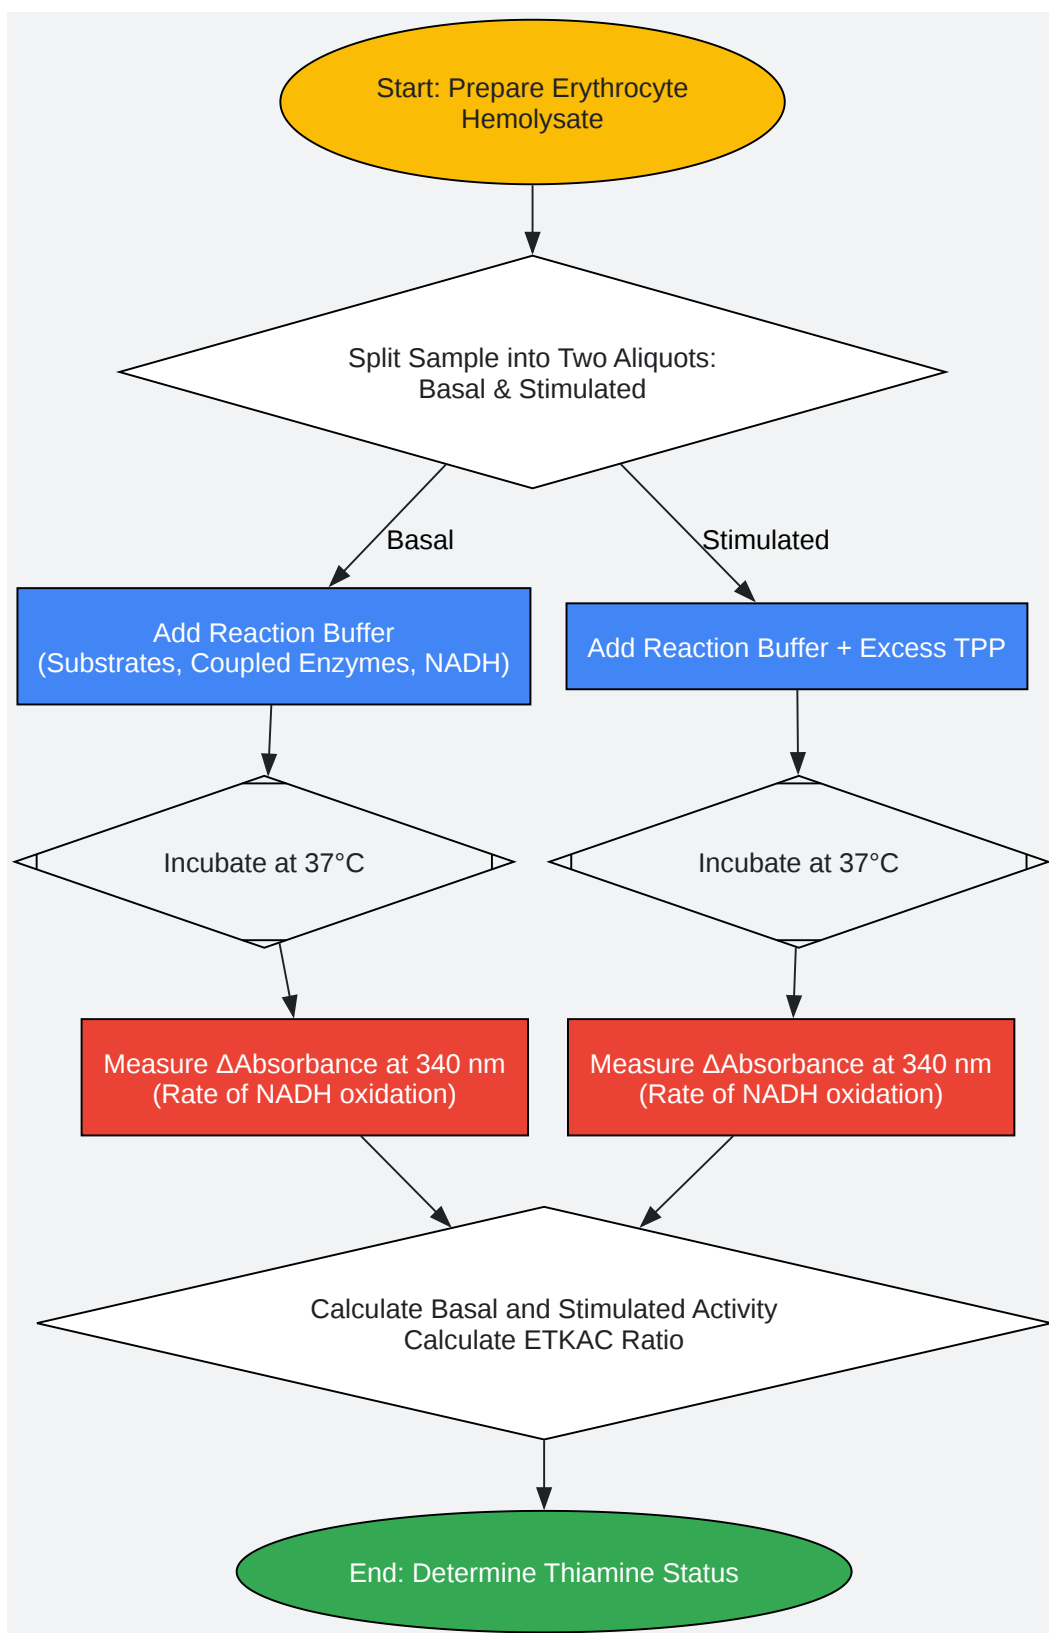 Start: Prepare Erythrocyte
Hemolysate
Split Sample into Two Aliquots:
Basal & Stimulated
Basal
Stimulated
Add Reaction Buffer
(Substrates, Coupled Enzymes, NADH)
Add Reaction Buffer + Excess TPP
Incubate at 37°C
Incubate at 37°C
Measure ΔAbsorbance at 340 nm
(Rate of NADH oxidation)
Measure ΔAbsorbance at 340 nm
(Rate of NADH oxidation)
Calculate Basal and Stimulated Activity
Calculate ETKAC Ratio
End: Determine Thiamine Status